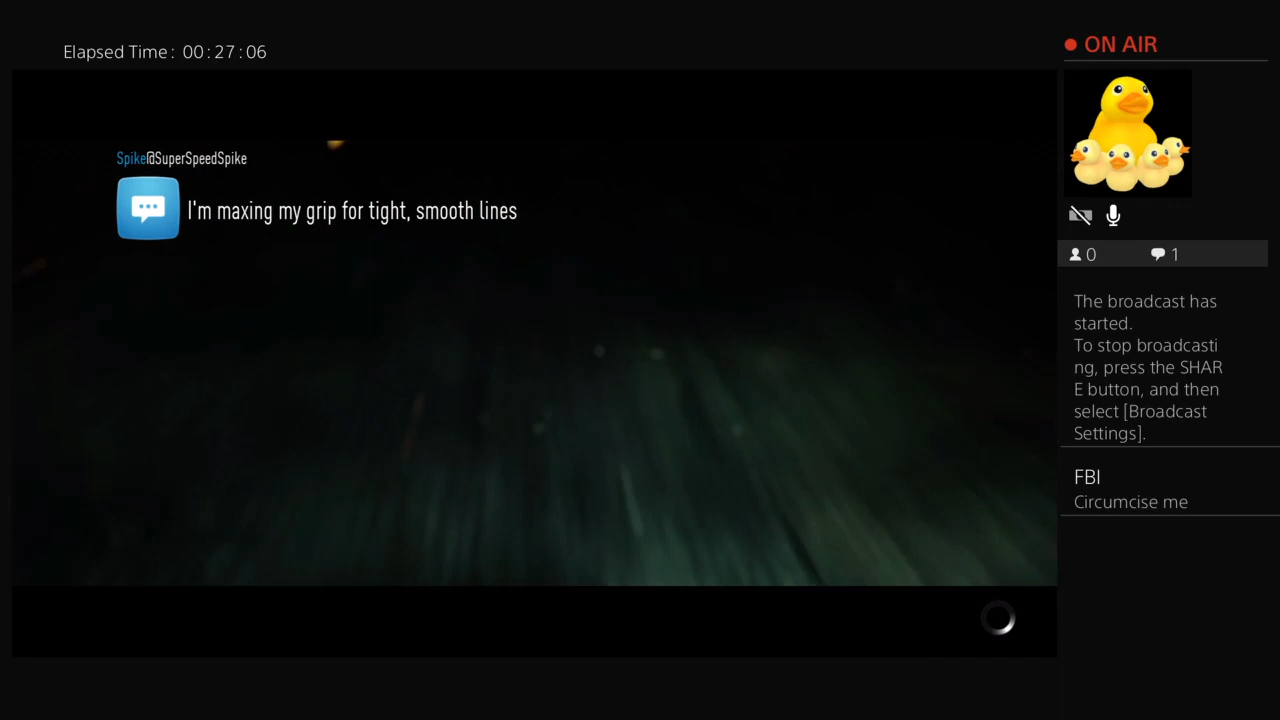 Elapsed Time: 00:27:06
ON AIR
Spike@SuperSpeedSpike
I'm maxing my grip for tight, smooth lines
0 1
The broadcast has
started.
To stop broadcasti
ng, press the SHAR
E button, and then
select [Broadcast
Settings].
FBI
Circumcise me